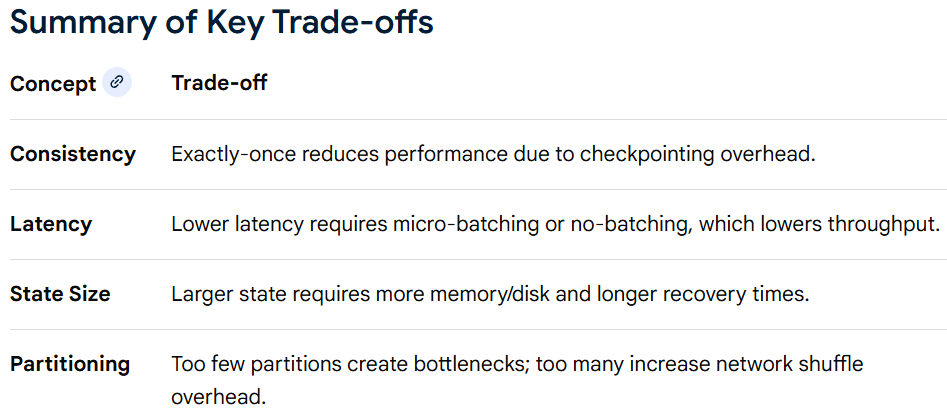 Summary of Key Trade-offs
Concept Trade-off
Consistency Exactly-once reduces performance due to checkpointing overhead.
Latency Lower latency requires micro-batching or no-batching, which lowers throughput.
State Size Larger state requires more memory/disk and longer recovery times.
Partitioning Too few partitions create bottlenecks; too many increase network shuffle
overhead.